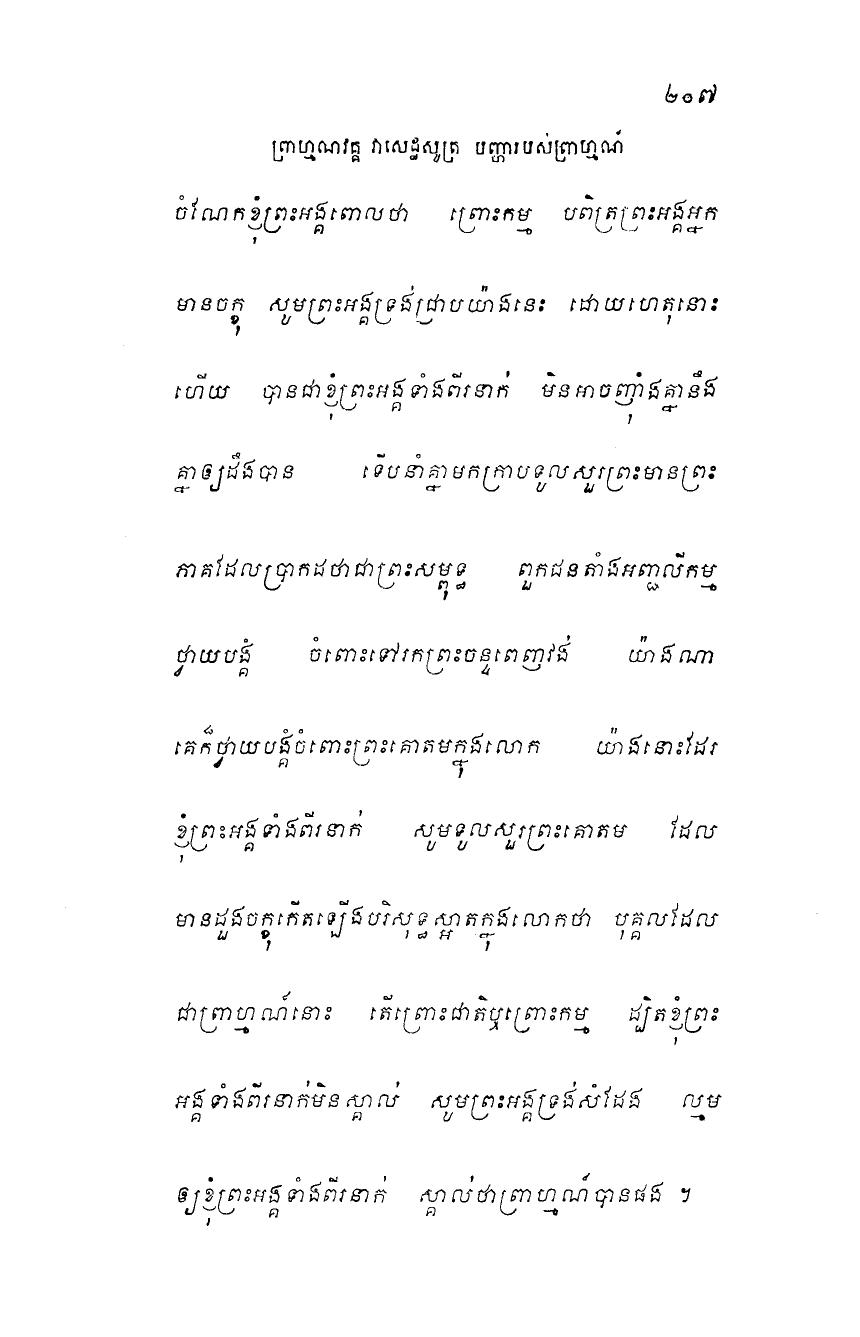 ២០៧
ព្រាហ្មណវគ្គ វាសេដ្ឋសូត្រ បញ្ហារបស់ព្រាហ្មណ៍
ចំណែកខ្ញុំព្រះអង្គពោលថា ព្រោះកម្ម បពិត្រព្រះអង្គអ្នក
មានចក្ខុ សូមព្រះអង្គទ្រង់ជ្រាបយ៉ាងនេះ ដោយហេតុនោះ
ហើយ បានជាខ្ញុំព្រះអង្គទាំងពីរនាក់ មិនអាចញុំាងគ្នានឹង
គ្នាឲ្យដឹងបាន ទើបនាំគ្នាមកក្រាបទូលសួរព្រះមានព្រះ
ភាគដែលប្រាកដថាជាព្រះសម្ពុទ្ធ ពួកជនតាំងអញ្ជលីកម្ម
ថ្វាយបង្គំ ចំពោះទៅរកព្រះចន្ទពេញវង់ យ៉ាងណា
គេក៏ថ្វាយបង្គំចំពោះព្រះគោតមក្នុងលោក យ៉ាងនោះដែរ
ខ្ញុំព្រះអង្គទាំងពីរនាក់ សូមទូលសួរព្រះគោតម ដែល
មានដួងចក្ខុកើតឡើងបរិសុទ្ធស្អាតក្នុងលោកថា បុគ្គលដែល
ជាព្រាហ្មណ៍នោះ តើព្រោះជាតិឬព្រោះកម្ម ដ្បិតខ្ញុំព្រះ
អង្គទាំងពីរនាក់មិនស្គាល់ សូមព្រះអង្គទ្រង់សំដែង ល្មម
ឲ្យខ្ញុំព្រះអង្គទាំងពីរនាក់ ស្គាល់ថាព្រាហ្មណ៍បានផង ។